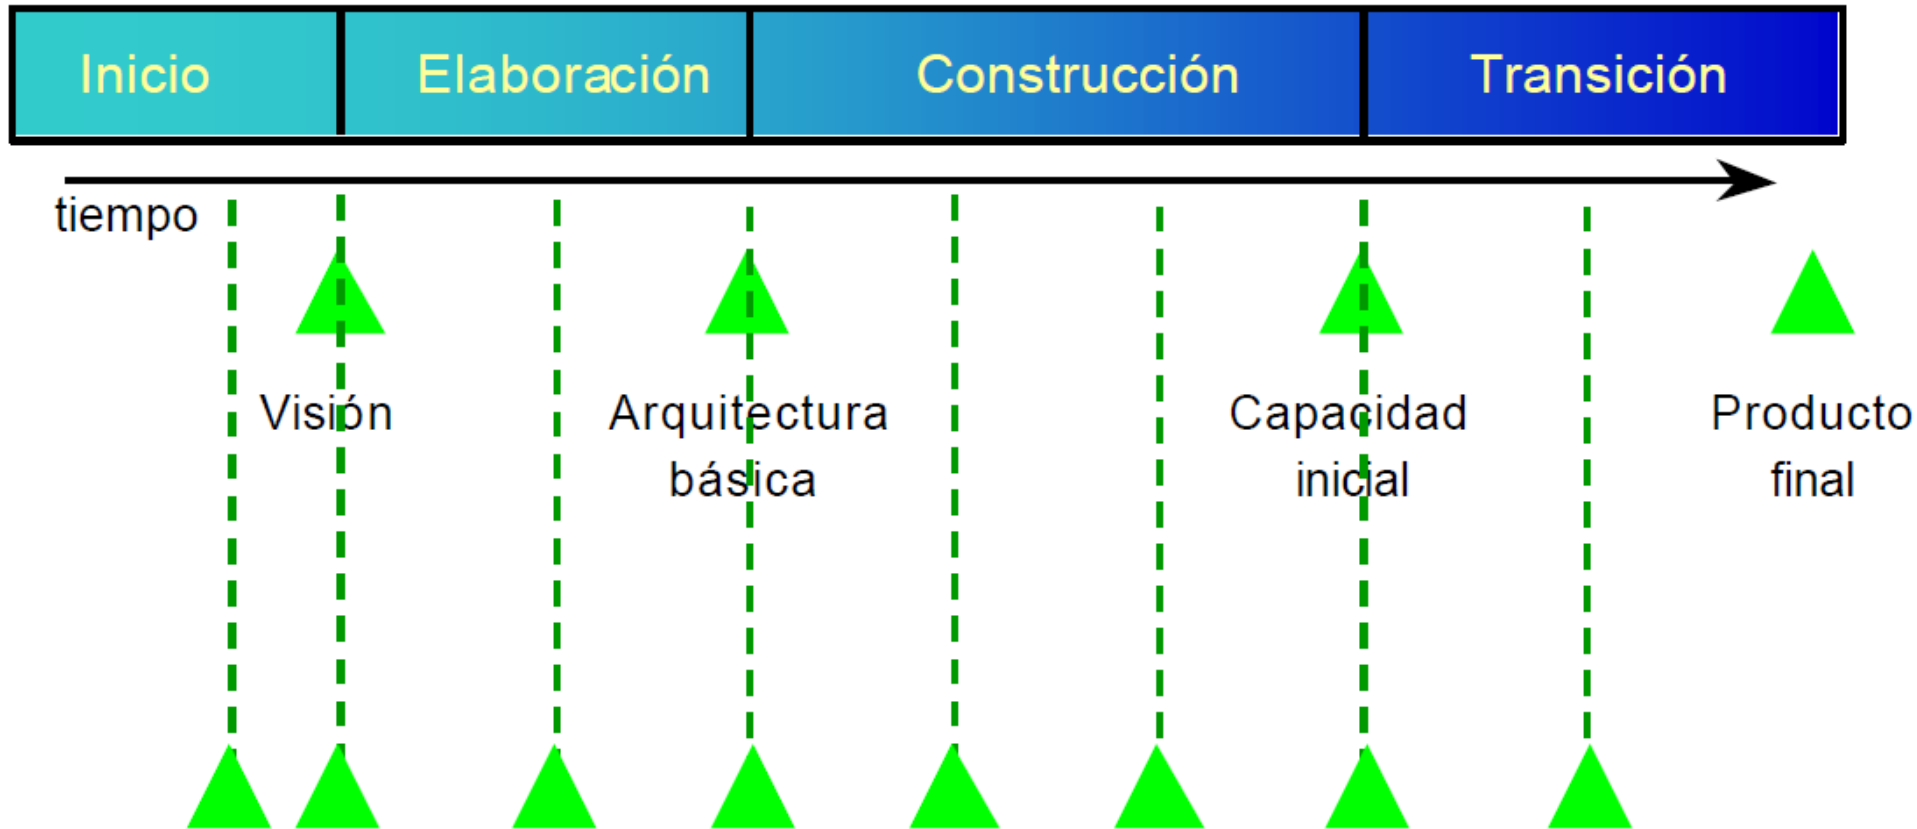 Inicio
Elaboración
Construcción
Transición
tiempo
Visión
Arquitectura
básica
Capacidad
inicial
Producto
final